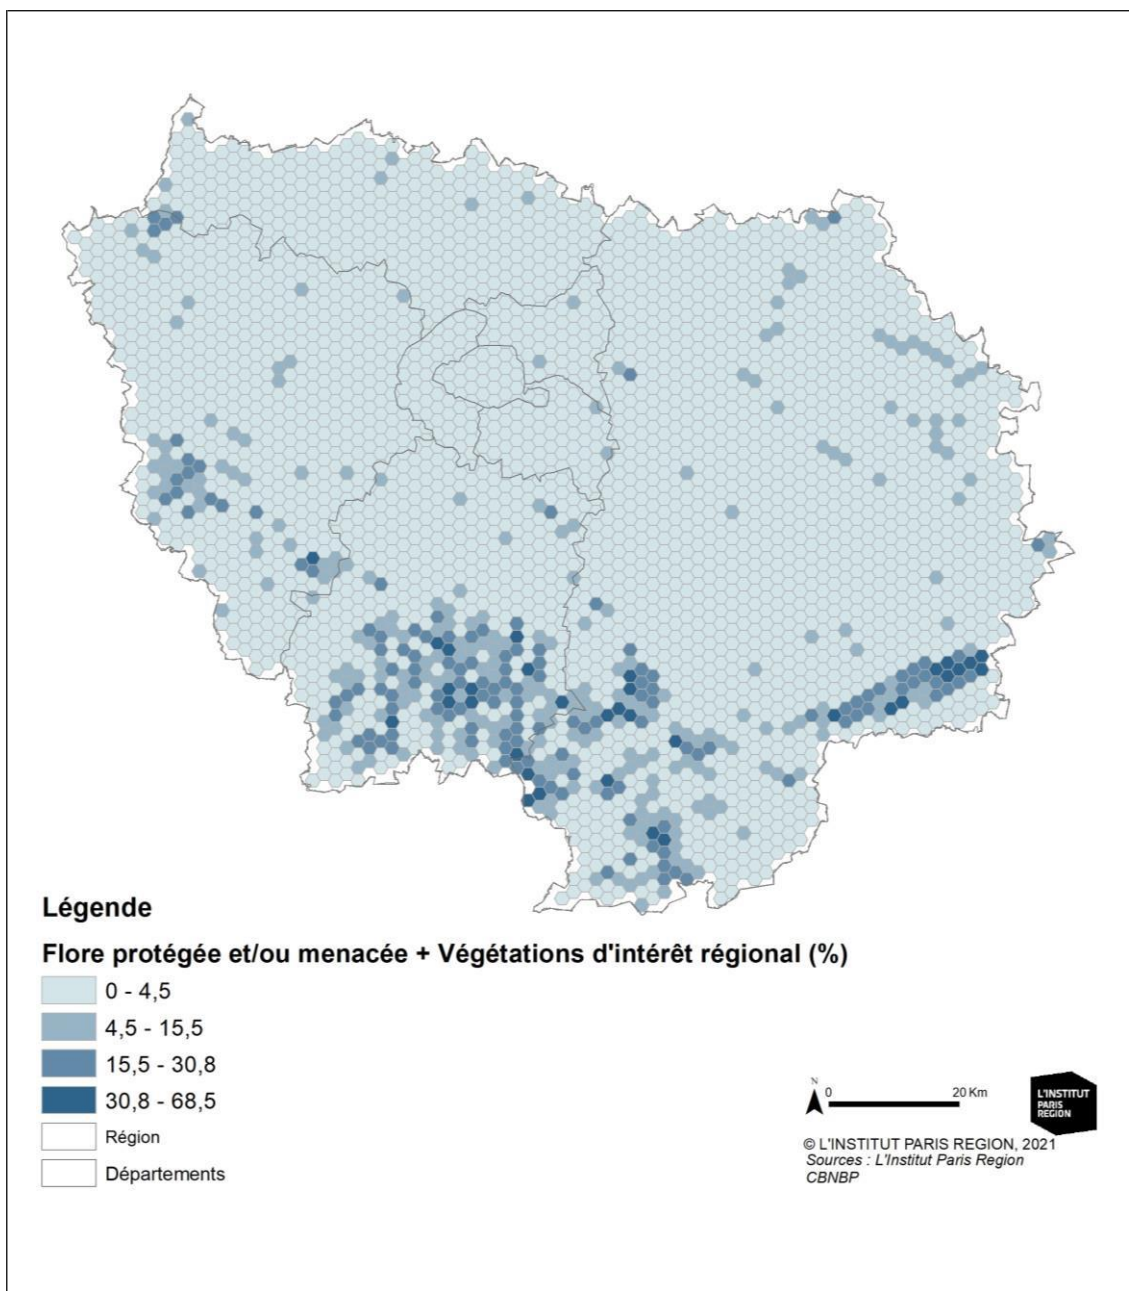 Légende
Flore protégée et/ou menacée + Végétations d'intérêt régional (%)
0 - 4,5
4,5 - 15,5
15,5 - 30,8
30,8 - 68,5
Région
Départements
N
0 20 Km
L'INSTITUT
PARIS
REGION
© L'INSTITUT PARIS REGION, 2021
Sources : L'Institut Paris Region
CBNBP